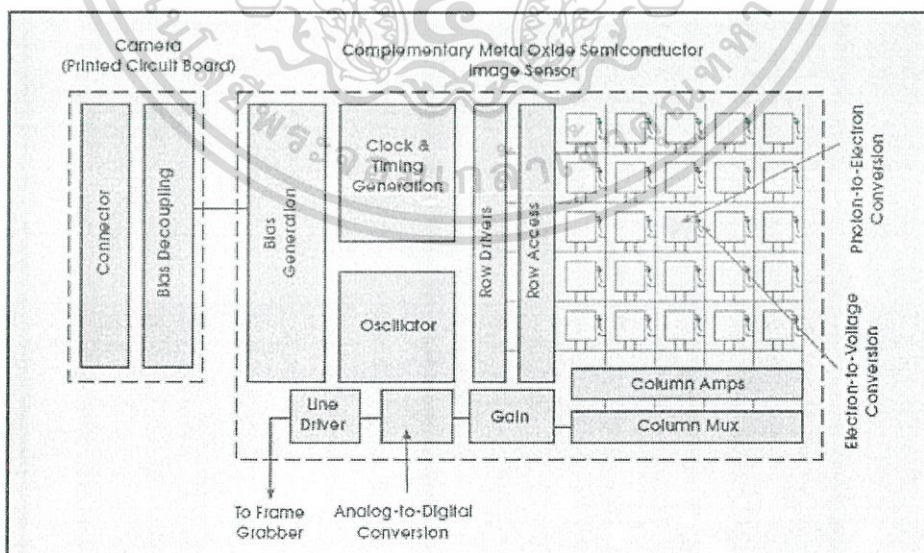 Camera
(Printed Circuit Board)
Complementary Metal Oxide Semiconductor
Image Sensor
Connector
Bias Decoupling
Bias
Generation
Clock &
Timing
Generation
Oscillator
Row Drivers
Row Access
Photon-to-Electron
Conversion
Electron-to-Voltage
Conversion
Column Amps
Column Mux
Line
Driver
Gain
To Frame
Grabber
Analog-to-Digital
Conversion